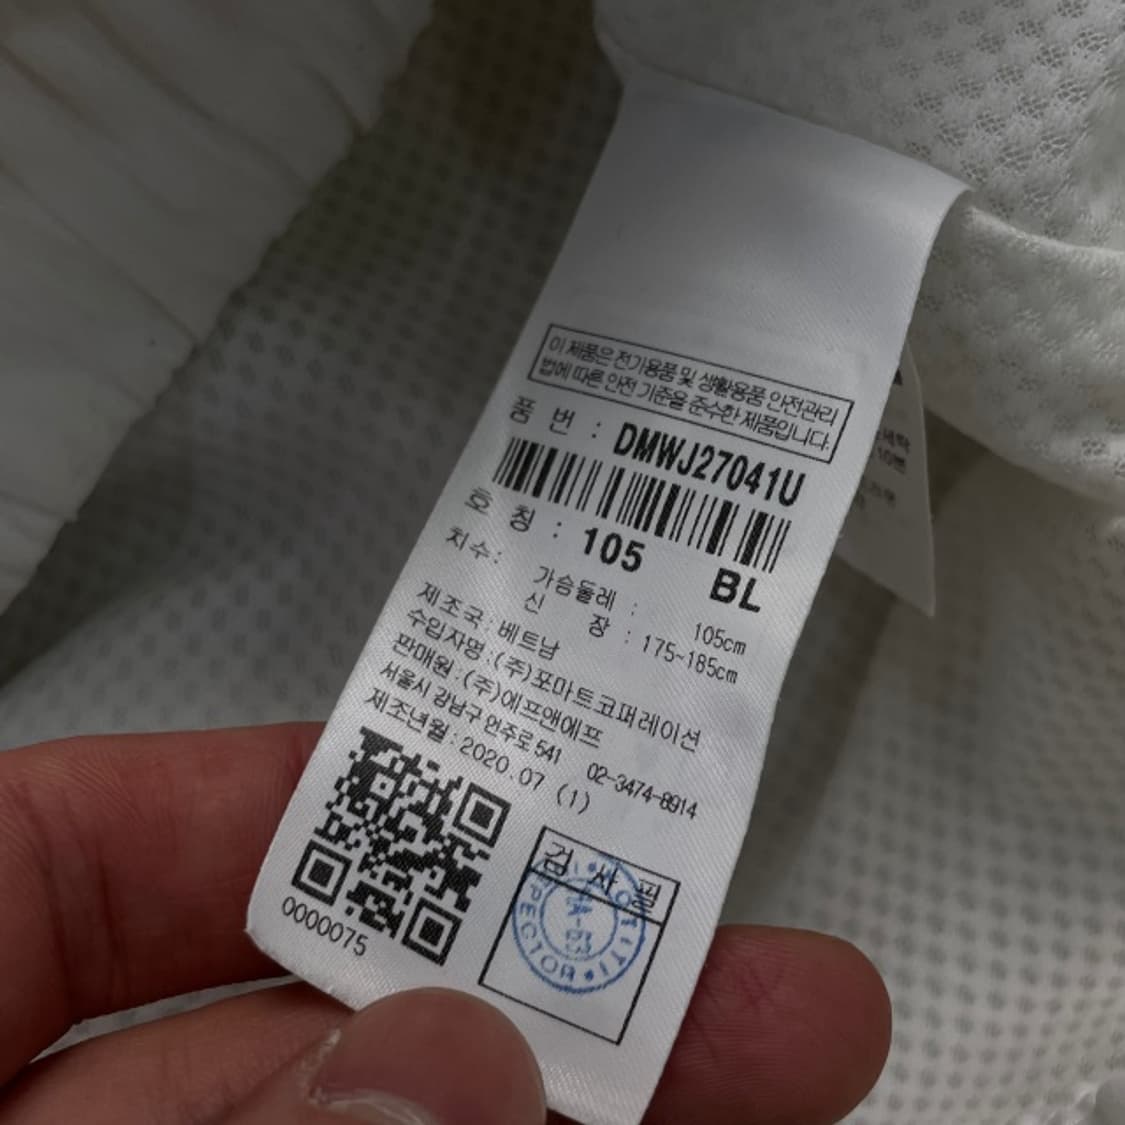 이 제품은 전기용품 및 생활용품 안전관리
법에 따른 안전 기준을 준수한 제품입니다.
품 번 : DMWJ27041U
호 칭 : 105 BL
치수: 가슴둘레 : 105cm
신 장 : 175~185cm
제조국 : 베트남
수입자명 : (주)포마트코퍼레이션
판매원 : (주)에프앤에프
서울시 강남구 언주로 541 02-3474-8914
제조년월 : 2020.07 (1)
0000075
검 사 필